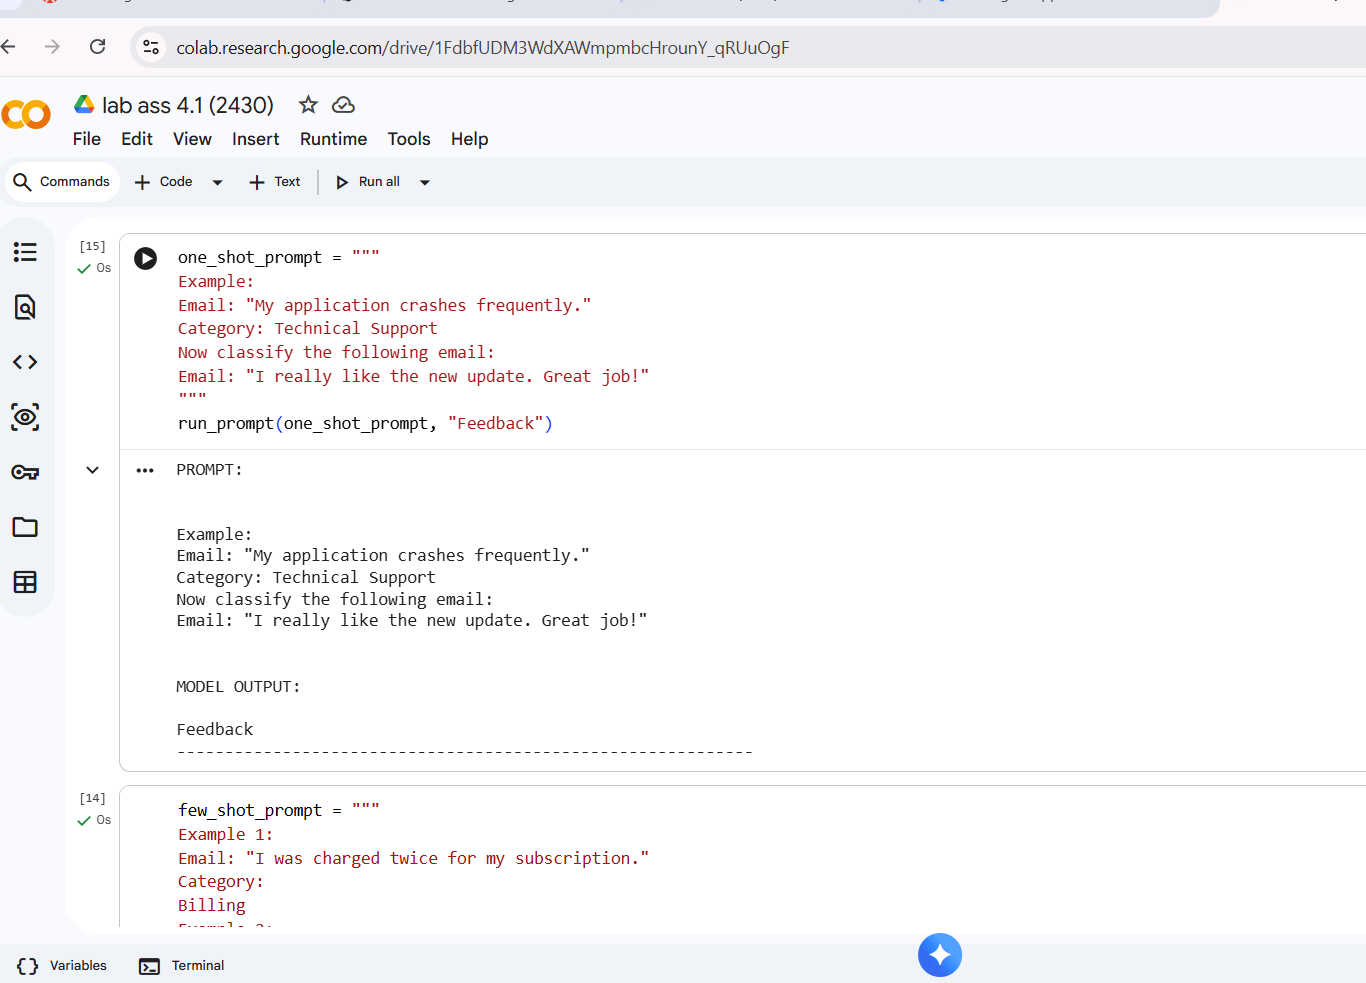 colab.research.google.com/drive/1FdbfUDM3WdXAWmpmbcHrounY_qRUuOgF
lab ass 4.1 (2430)
File Edit View Insert Runtime Tools Help
Commands + Code + Text Run all
[15]
0s
one_shot_prompt = """
Example:
Email: "My application crashes frequently."
Category: Technical Support
Now classify the following email:
Email: "I really like the new update. Great job!"
"""
run_prompt(one_shot_prompt, "Feedback")
PROMPT:
Example:
Email: "My application crashes frequently."
Category: Technical Support
Now classify the following email:
Email: "I really like the new update. Great job!"
MODEL OUTPUT:
Feedback
------------------------------------------------------------
[14]
0s
few_shot_prompt = """
Example 1:
Email: "I was charged twice for my subscription."
Category:
Billing
Variables Terminal